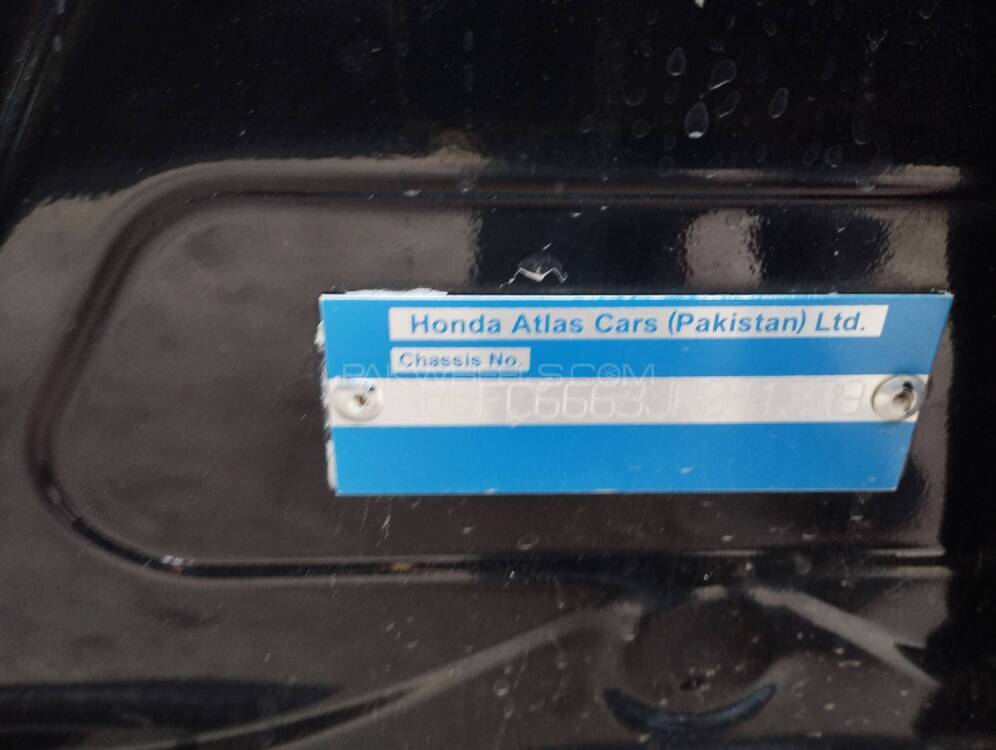 Honda Atlas Cars (Pakistan) Ltd.
Chassis No.
PAKWHEELS.COM